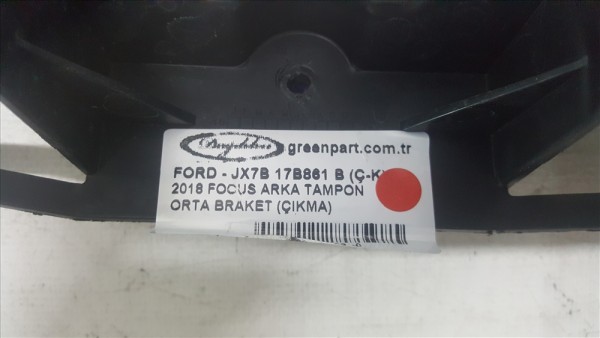 greenpart.com.tr
FORD - JX7B 17B861 B (Ç-K)
2018 FOCUS ARKA TAMPON
ORTA BRAKET (ÇIKMA)